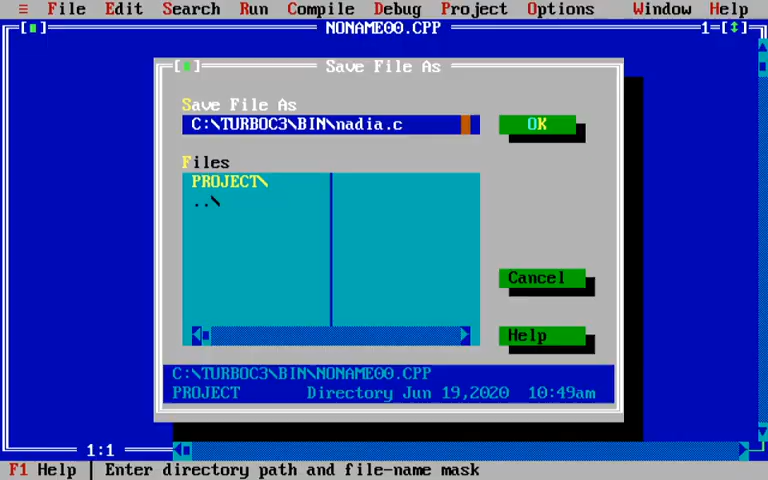 ≡ File Edit Search Run Compile Debug Project Options Window Help
[■] NONAME00.CPP 1=[↕]
[■] Save File As
Save File As
C:\TURBOC3\BIN\nadia.c OK
Files
PROJECT\
..\
Cancel
Help
C:\TURBOC3\BIN\NONAME00.CPP
PROJECT Directory Jun 19,2020 10:49am
1:1
F1 Help | Enter directory path and file-name mask